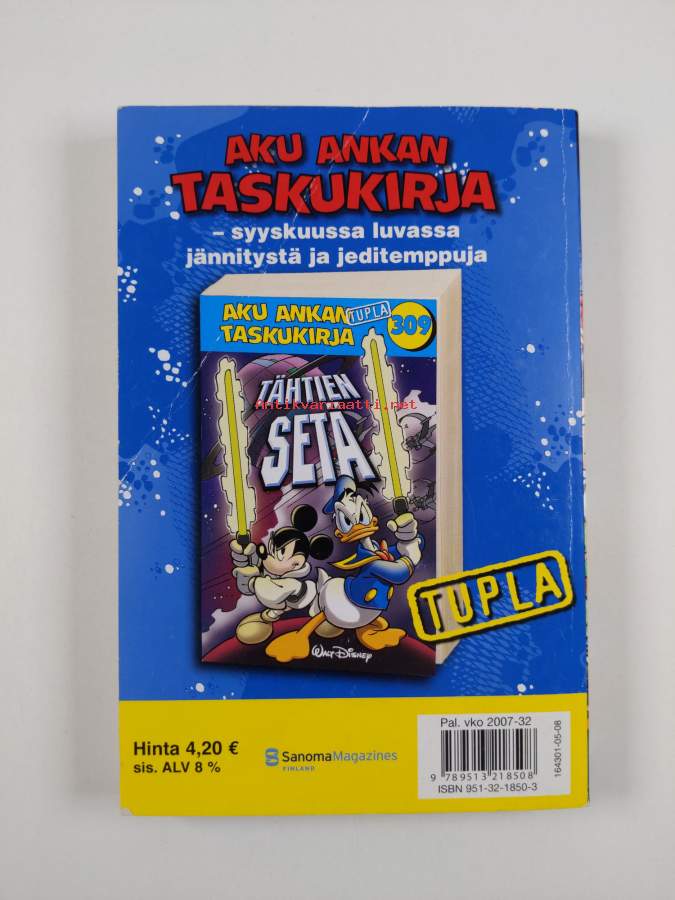 AKU ANKAN
TASKUKIRJA
– syyskuussa luvassa
jännitystä ja jeditemppuja
AKU ANKAN TUPLA
TASKUKIRJA
309
TÄHTIEN
SETÄ
Antikvariaatti.net
WALT DISNEY
TUPLA
Hinta 4,20 €
sis. ALV 8 %
SanomaMagazines
FINLAND
Pal. vko 2007-32
9 789513 218508
ISBN 951-32-1850-3
164301-05-08